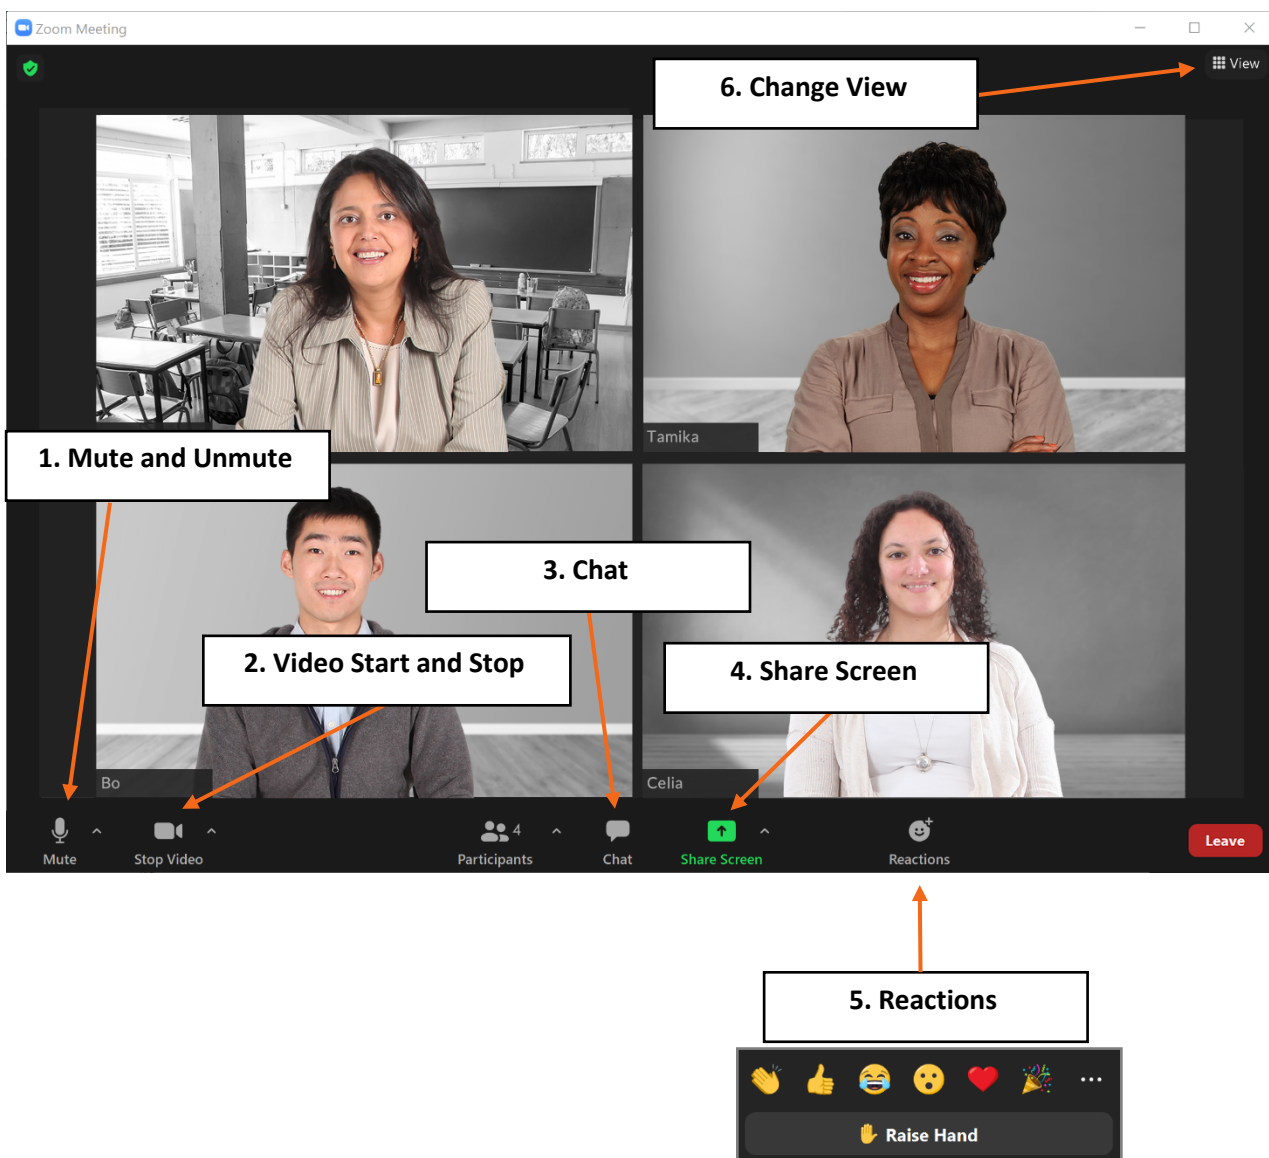 Zoom Meeting
View
6. Change View
Tamika
1. Mute and Unmute
3. Chat
2. Video Start and Stop
4. Share Screen
Bo
Celia
4
Mute
Stop Video
Participants
Chat
Share Screen
Reactions
Leave
5. Reactions
Raise Hand